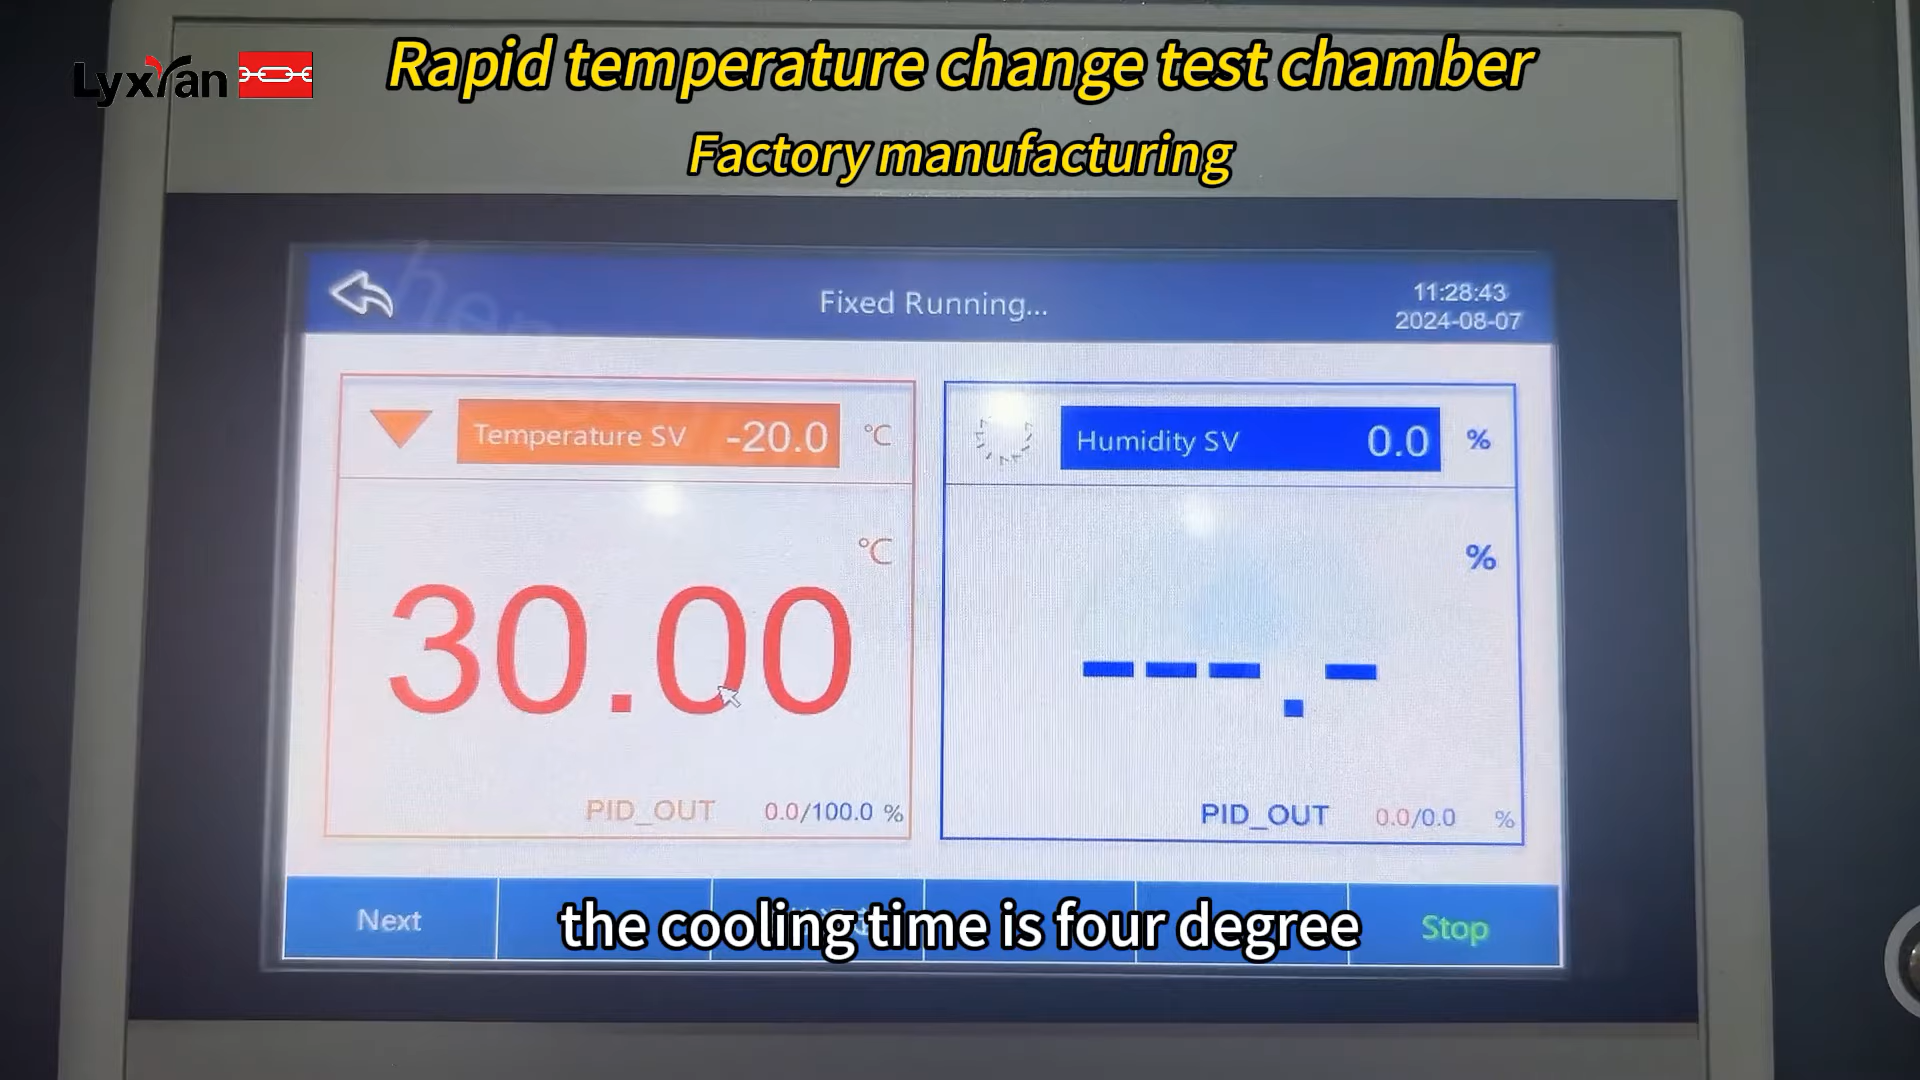 Lyxyan
Rapid temperature change test chamber
Factory manufacturing
Fixed Running...
11:28:43
2024-08-07
Temperature SV -20.0 °C
°C
30.00
PID_OUT 0.0/100.0 %
Humidity SV 0.0 %
%
---.-
PID_OUT 0.0/0.0 %
Next
Stop
the cooling time is four degree